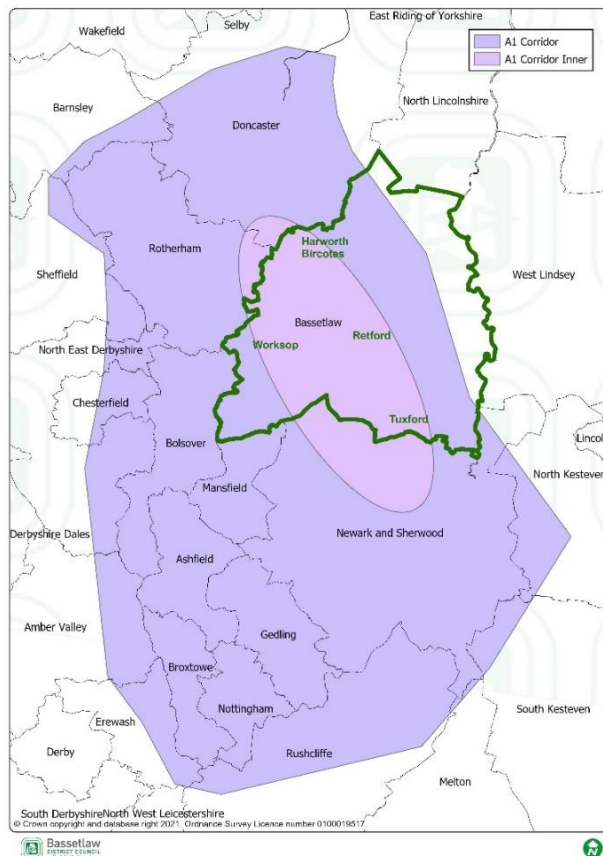 East Riding of Yorkshire
Selby
Wakefield
A1 Corridor
A1 Corridor Inner
Barnsley
North Lincolnshire
Doncaster
Harworth
Bircotes
Rotherham
Sheffield
West Lindsey
Bassetlaw
Retford
Worksop
North East Derbyshire
Chesterfield
Tuxford
Bolsover
Lincoln
North Kesteven
Mansfield
Derbyshire Dales
Newark and Sherwood
Ashfield
Amber Valley
Gedling
Broxtowe
Nottingham
South Kesteven
Erewash
Derby
Rushcliffe
Melton
South Derbyshire
North West Leicestershire
© Crown copyright and database right 2021. Ordnance Survey Licence number 0100019517.
Bassetlaw
DISTRICT COUNCIL
N